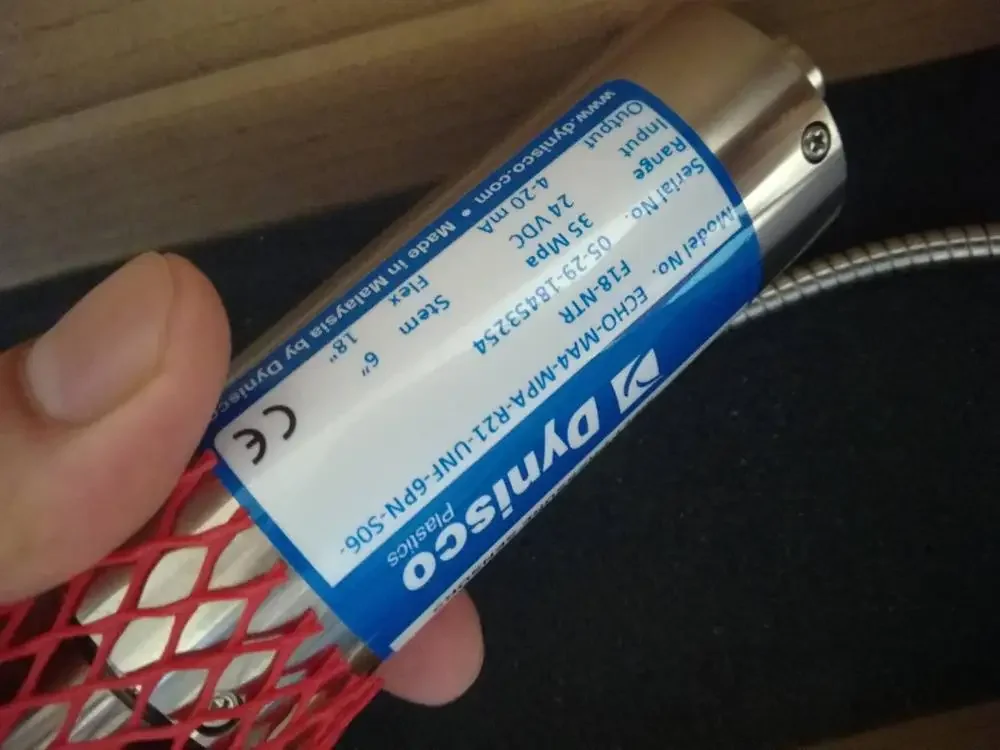 Dynisco
Plastics
Model No. ECHO-MA4-MPA-R21-UNF-6PN-S06-
F18-NTR
Serial No. 05-29-18453254
Range 35 Mpa
Input 24 VDC
Output 4-20 mA
Stem 6"
Flex 18"
CE
www.dynisco.com • Made in Malaysia by Dynisco